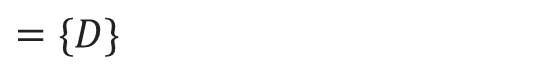 = {D}